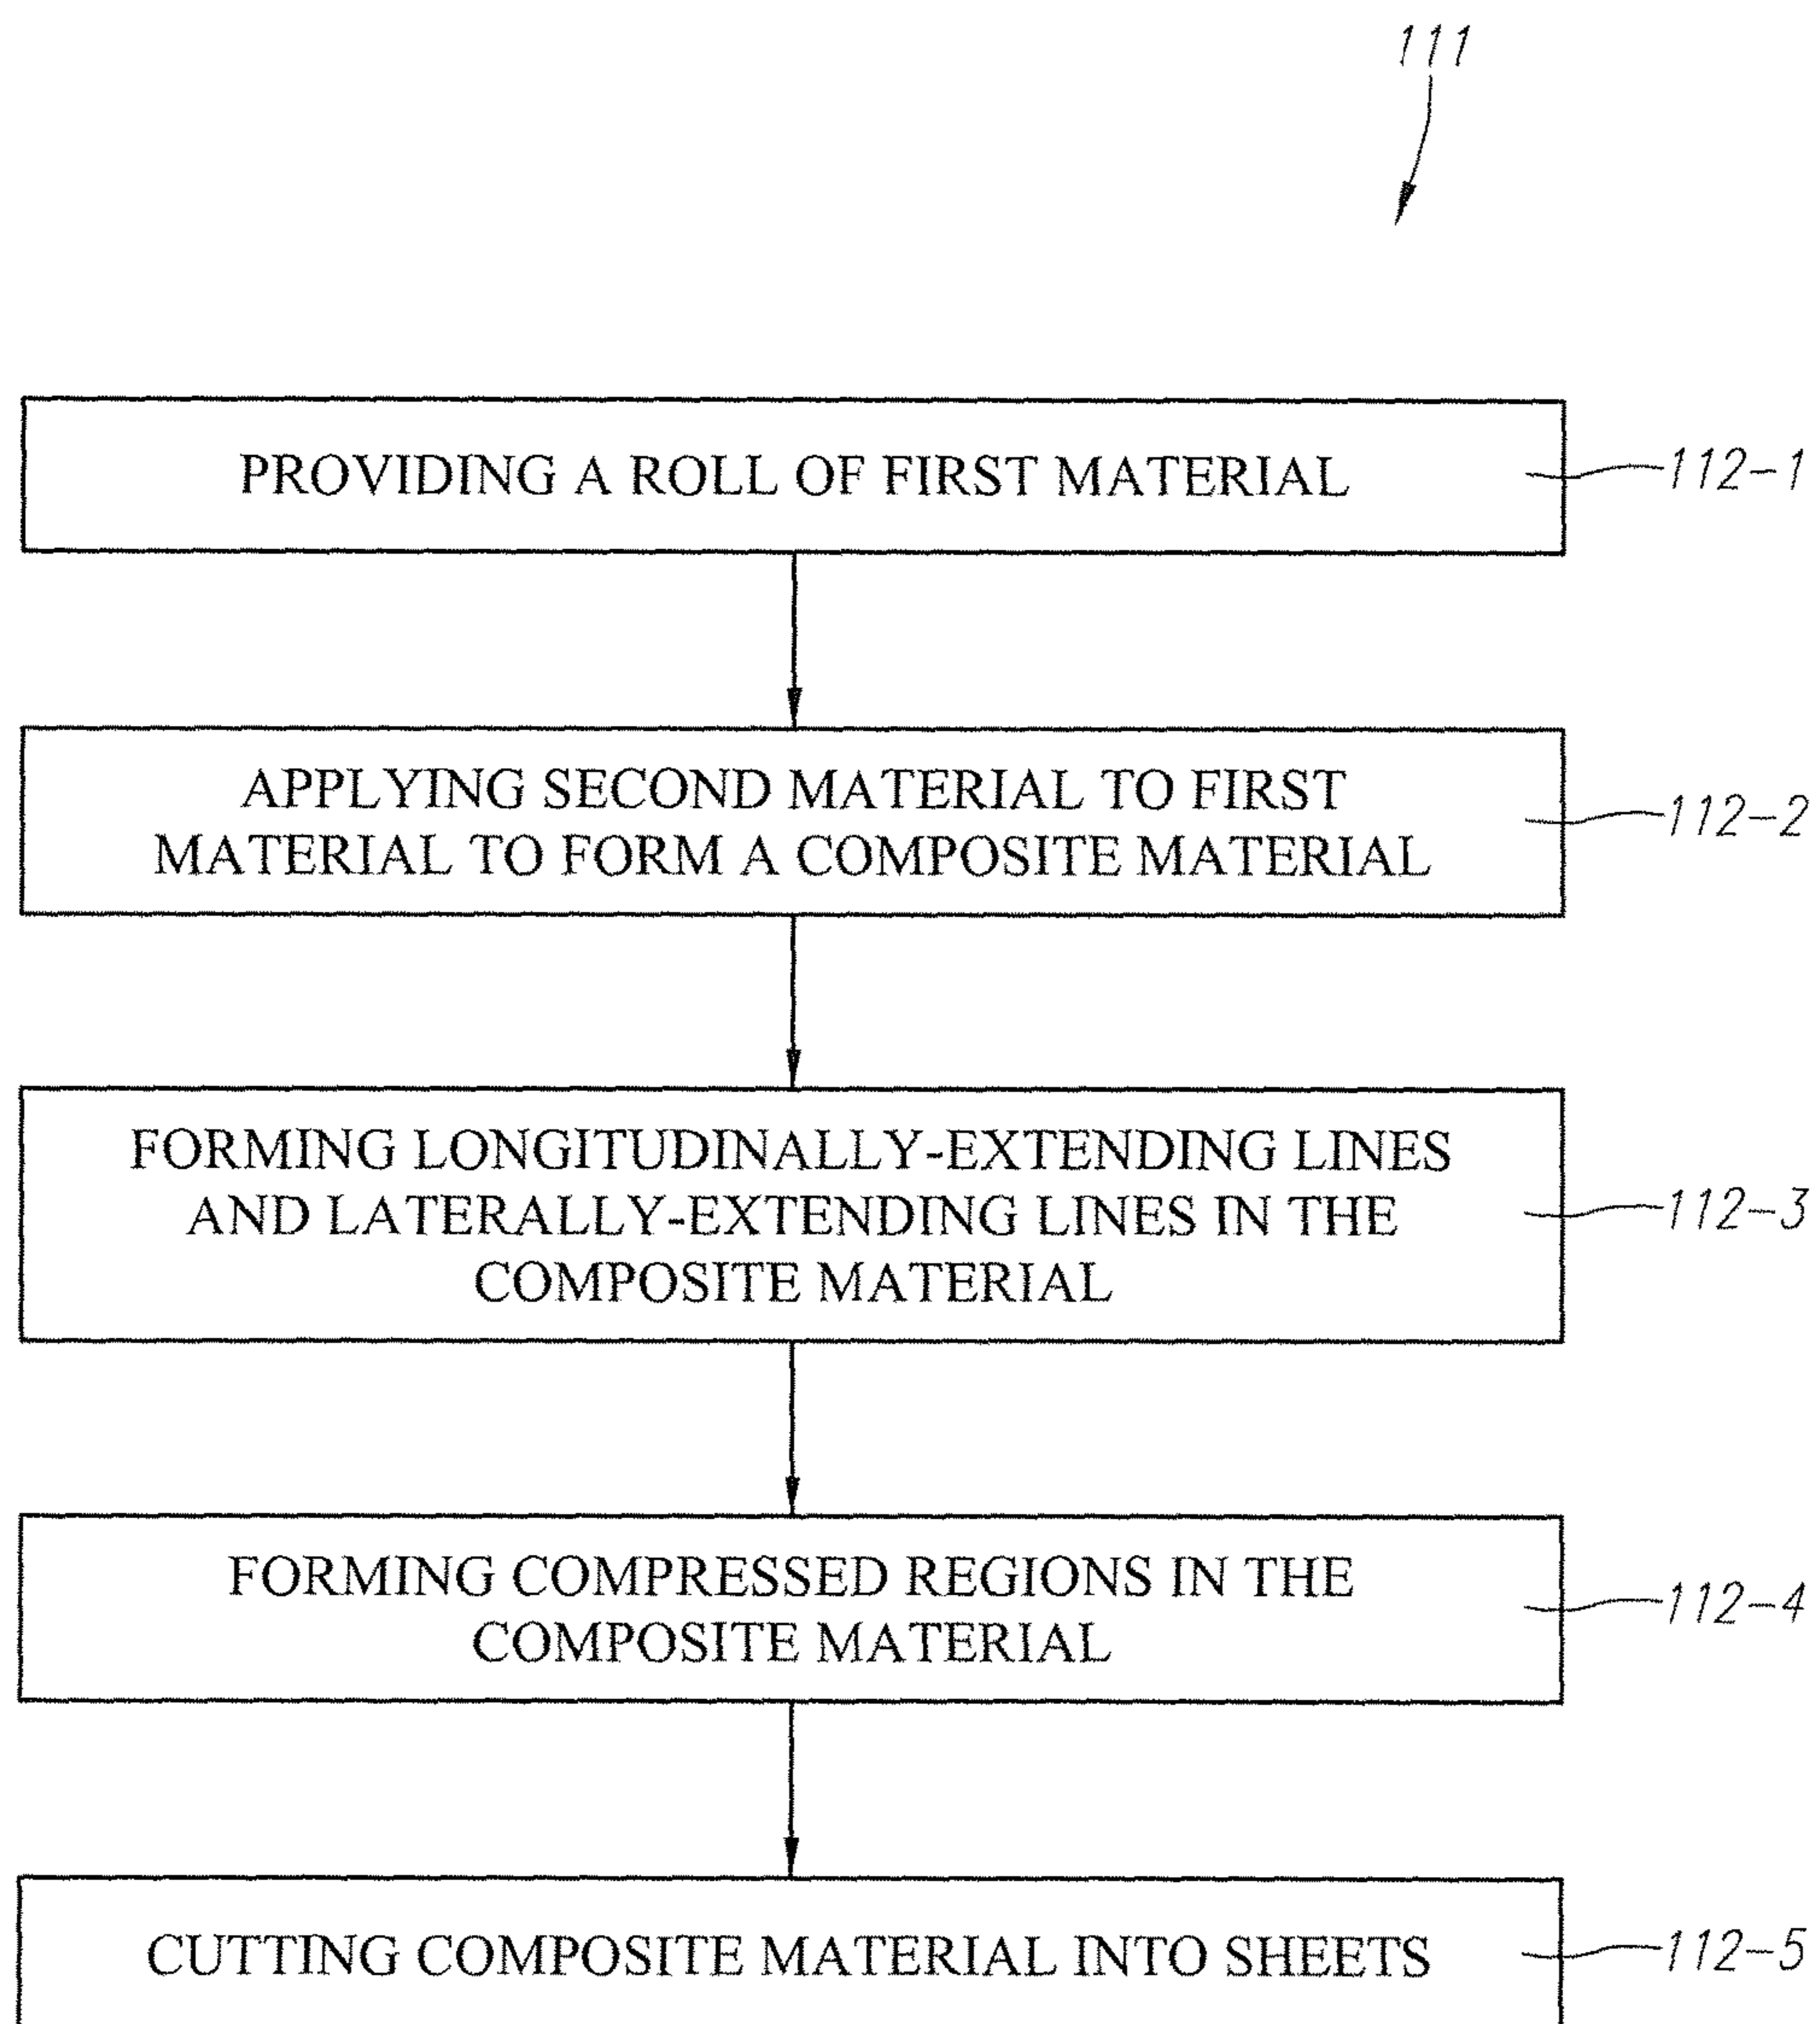 111
PROVIDING A ROLL OF FIRST MATERIAL
112-1
APPLYING SECOND MATERIAL TO FIRST
MATERIAL TO FORM A COMPOSITE MATERIAL
112-2
FORMING LONGITUDINALLY-EXTENDING LINES
AND LATERALLY-EXTENDING LINES IN THE
COMPOSITE MATERIAL
112-3
FORMING COMPRESSED REGIONS IN THE
COMPOSITE MATERIAL
112-4
CUTTING COMPOSITE MATERIAL INTO SHEETS
112-5